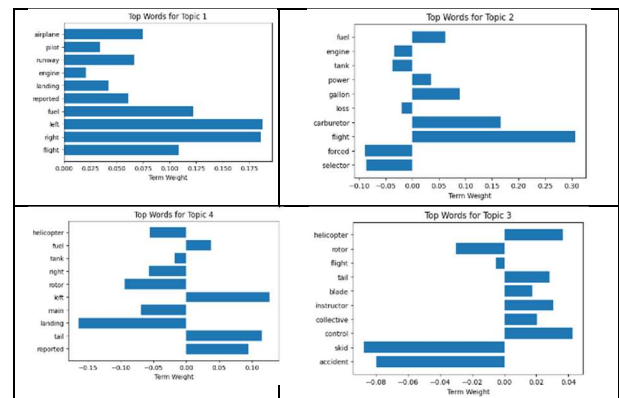 Top Words for Topic 1
airplane
pilot
runway
engine
landing
reported
fuel
left
right
flight
0.000 0.025 0.050 0.075 0.100 0.125 0.150 0.175
Term Weight
Top Words for Topic 2
fuel
engine
tank
power
gallon
loss
carburetor
flight
forced
selector
−0.10 −0.05 0.00 0.05 0.10 0.15 0.20 0.25 0.30
Term Weight
Top Words for Topic 4
helicopter
fuel
tank
right
rotor
left
main
landing
tail
reported
−0.15 −0.10 −0.05 0.00 0.05 0.10
Term Weight
Top Words for Topic 3
helicopter
rotor
flight
tail
blade
instructor
collective
control
skid
accident
−0.08 −0.06 −0.04 −0.02 0.00 0.02 0.04
Term Weight